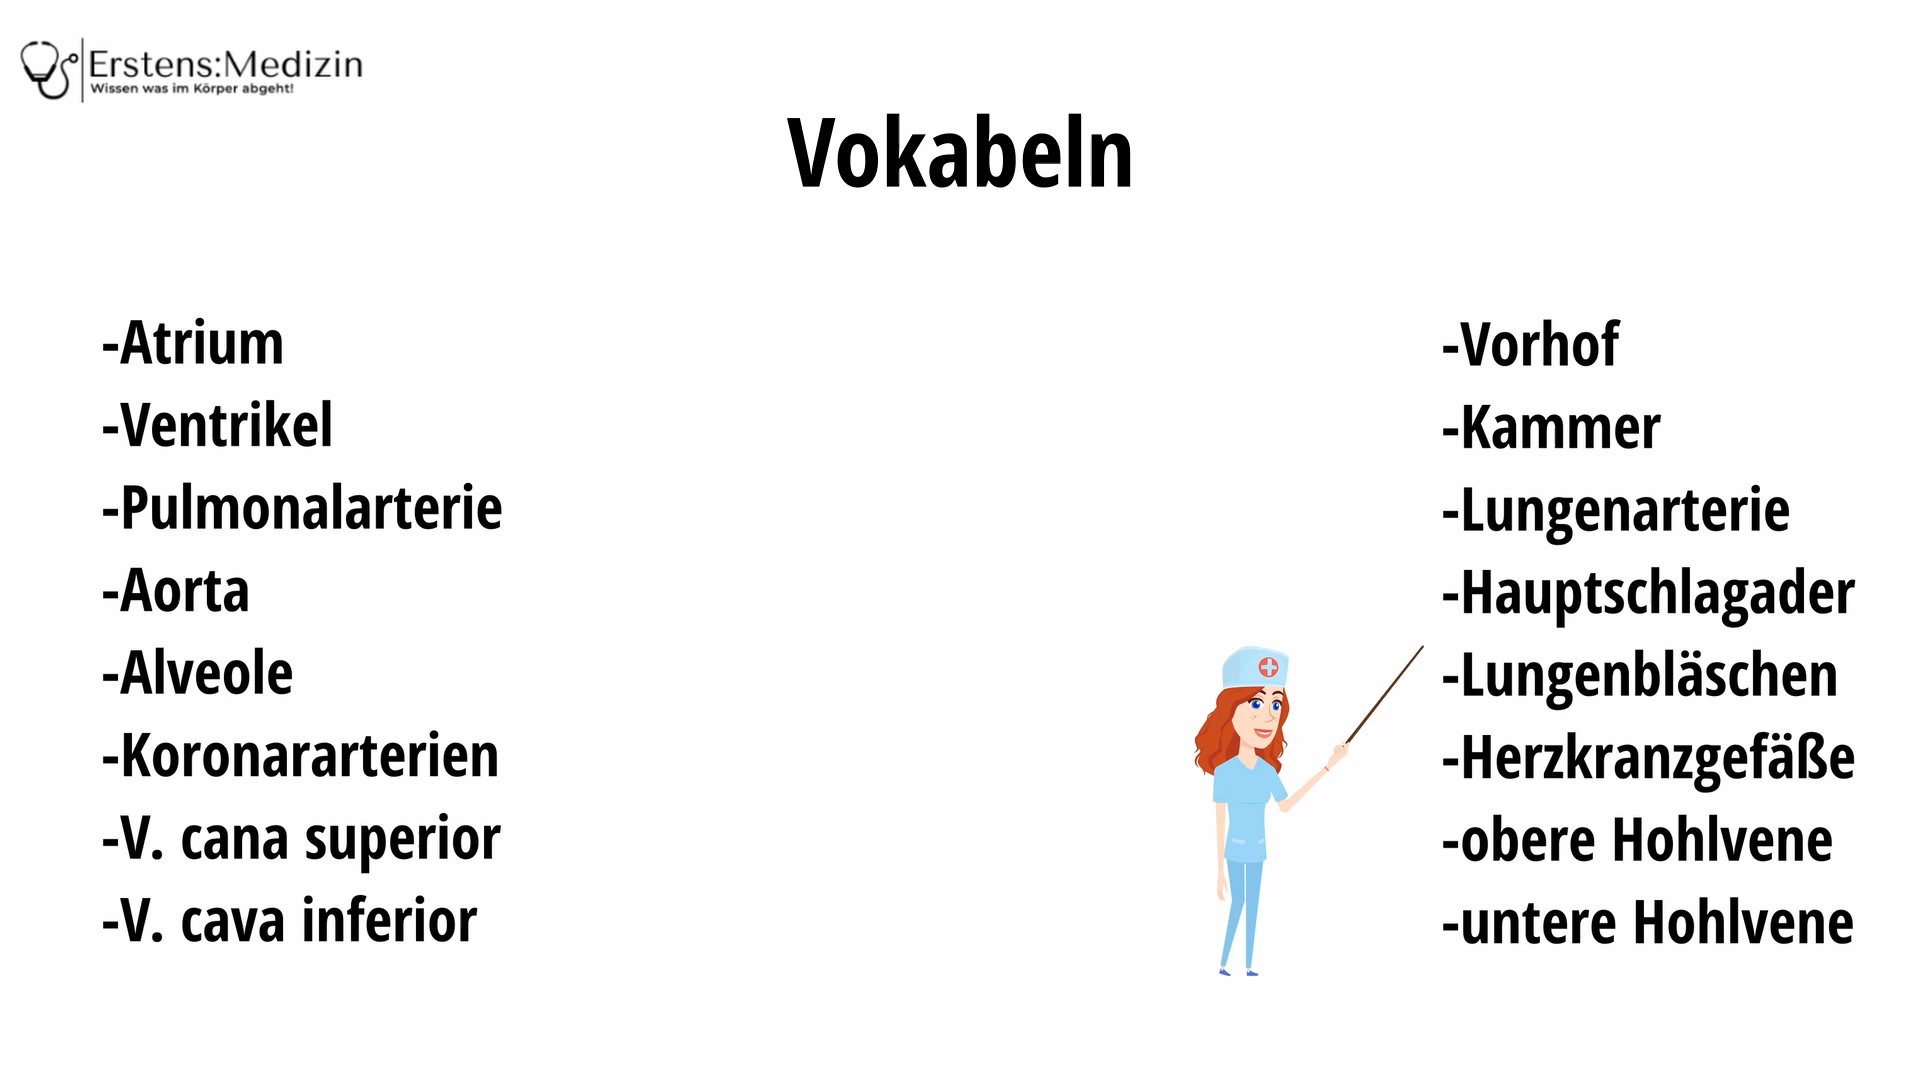 Erstens:Medizin
Wissen was im Körper abgeht!
Vokabeln
-Atrium
-Ventrikel
-Pulmonalarterie
-Aorta
-Alveole
-Koronararterien
-V. cana superior
-V. cava inferior
-Vorhof
-Kammer
-Lungenarterie
-Hauptschlagader
-Lungenbläschen
-Herzkranzgefäße
-obere Hohlvene
-untere Hohlvene